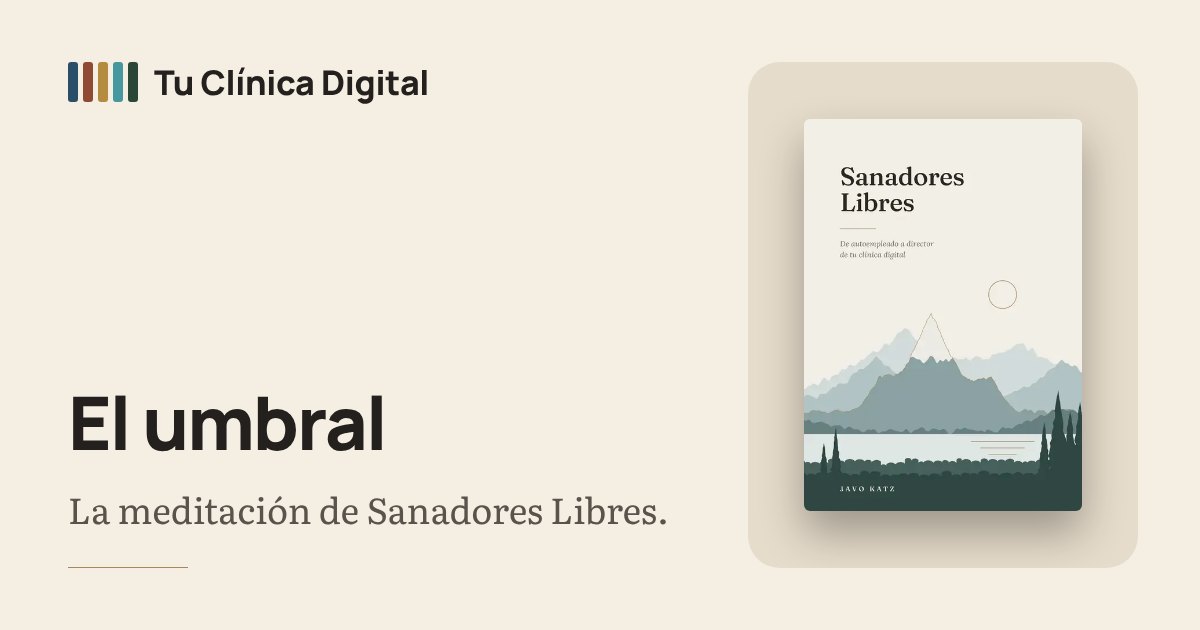 Tu Clínica Digital
El umbral
La meditación de Sanadores Libres.
Sanadores
Libres
De autoempleado a director
de tu clínica digital
JAVO KATZ